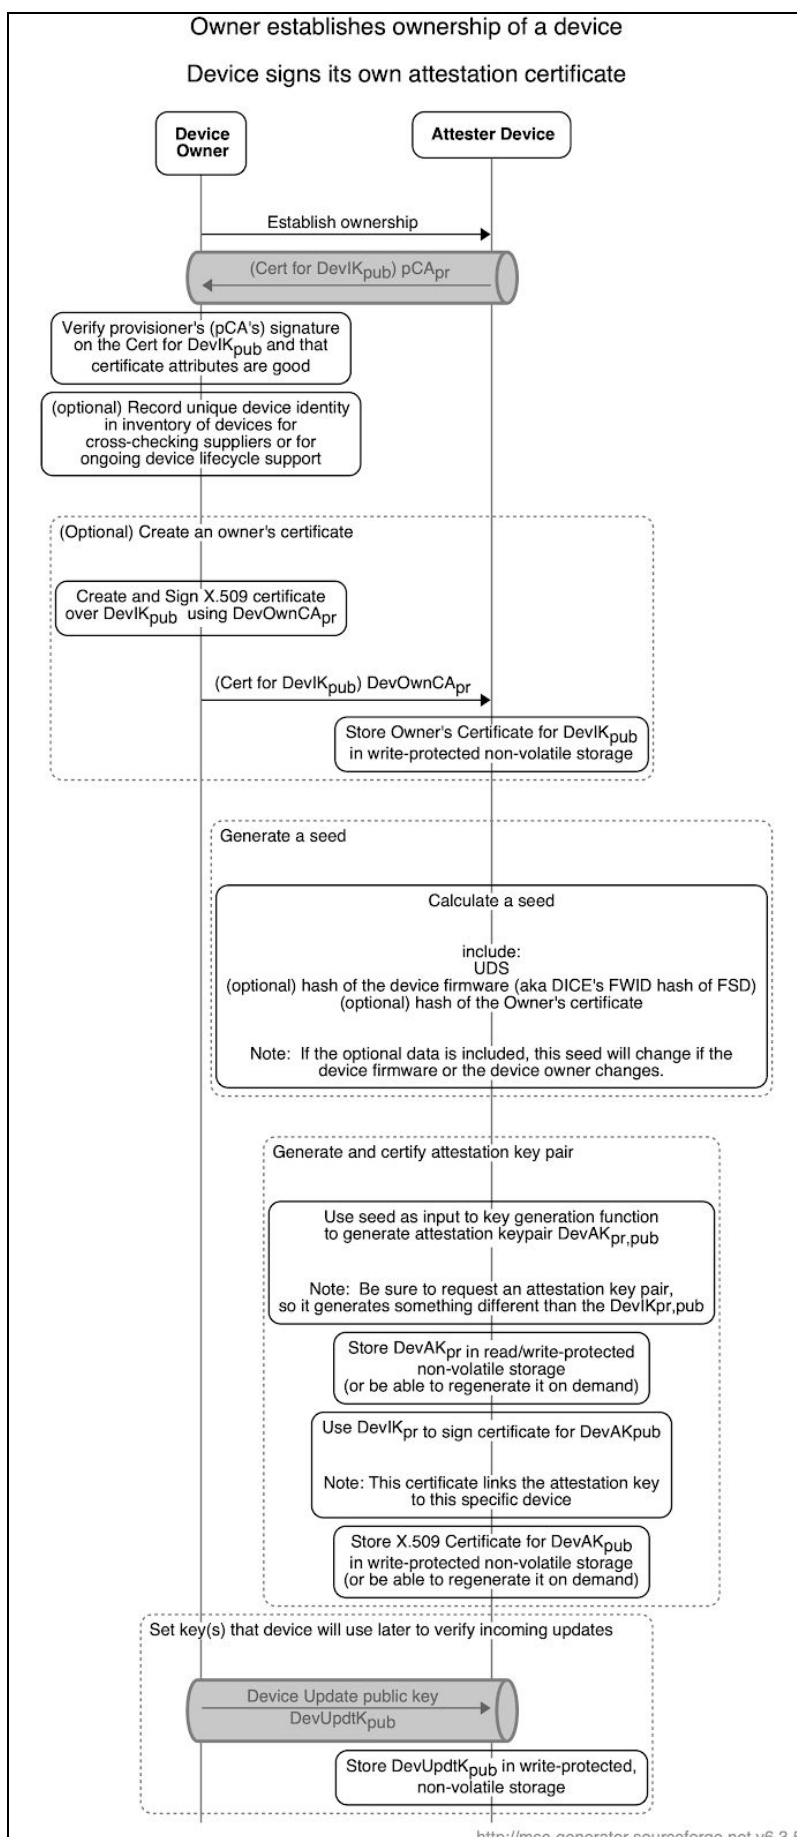 Owner establishes ownership of a device
Device signs its own attestation certificate
Device
Owner
Attester Device
Establish ownership
(Cert for DevIKpub) pCApr
Verify provisioner's (pCA's) signature
on the Cert for DevIKpub and that
certificate attributes are good
(optional) Record unique device identity
in inventory of devices for
cross-checking suppliers or for
ongoing device lifecycle support
(Optional) Create an owner's certificate
Create and Sign X.509 certificate
over DevIKpub using DevOwnCApr
(Cert for DevIKpub) DevOwnCApr
Store Owner's Certificate for DevIKpub
in write-protected non-volatile storage
Generate a seed
Calculate a seed
include:
UDS
(optional) hash of the device firmware (aka DICE's FWID hash of FSD)
(optional) hash of the Owner's certificate
Note: If the optional data is included, this seed will change if the
device firmware or the device owner changes.
Generate and certify attestation key pair
Use seed as input to key generation function
to generate attestation keypair DevAKpr,pub
Note: Be sure to request an attestation key pair,
so it generates something different than the DevIKpr,pub
Store DevAKpr in read/write-protected
non-volatile storage
(or be able to regenerate it on demand)
Use DevIKpr to sign certificate for DevAKpub
Note: This certificate links the attestation key
to this specific device
Store X.509 Certificate for DevAKpub
in write-protected non-volatile storage
(or be able to regenerate it on demand)
Set key(s) that device will use later to verify incoming updates
Device Update public key
DevUpdtKpub
Store DevUpdtKpub in write-protected,
non-volatile storage